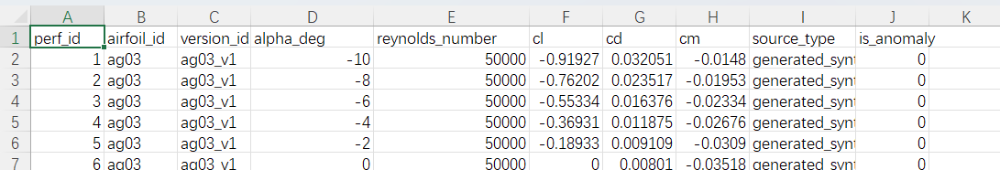 A B C D E F G H I J K
1 perf_id airfoil_id version_id alpha_deg reynolds_number cl cd cm source_type is_anomaly
2 1 ag03 ag03_v1 -10 50000 -0.91927 0.032051 -0.0148 generated_synt 0
3 2 ag03 ag03_v1 -8 50000 -0.76202 0.023517 -0.01953 generated_synt 0
4 3 ag03 ag03_v1 -6 50000 -0.55334 0.016376 -0.02334 generated_synt 0
5 4 ag03 ag03_v1 -4 50000 -0.36931 0.011875 -0.02676 generated_synt 0
6 5 ag03 ag03_v1 -2 50000 -0.18933 0.009109 -0.0309 generated_synt 0
7 6 ag03 ag03_v1 0 50000 0 0.00801 -0.03518 generated_synt 0